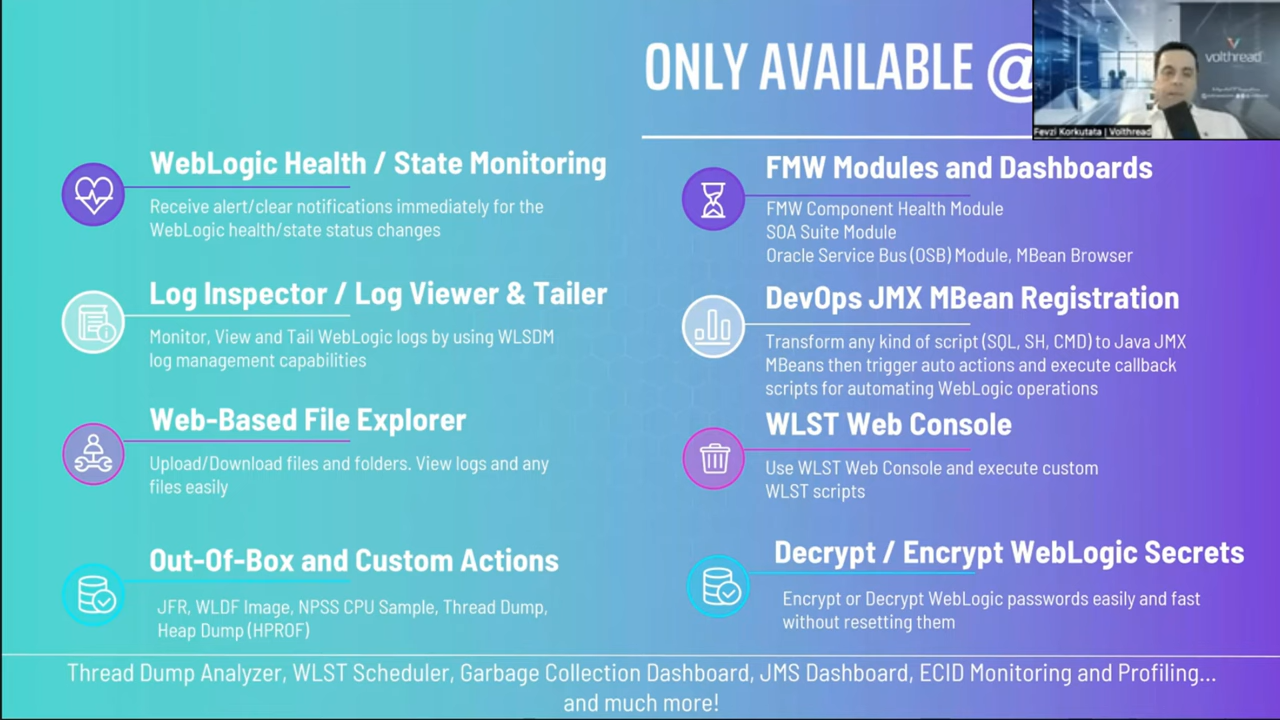 ONLY AVAILABLE @
volthread
Fevzi Korkutata | Volthread
WebLogic Health / State Monitoring
Receive alert/clear notifications immediately for the
WebLogic health/state status changes
Log Inspector / Log Viewer & Tailer
Monitor, View and Tail WebLogic logs by using WLSDM
log management capabilities
Web-Based File Explorer
Upload/Download files and folders. View logs and any
files easily
Out-Of-Box and Custom Actions
JFR, WLDF Image, NPSS CPU Sample, Thread Dump,
Heap Dump (HPROF)
FMW Modules and Dashboards
FMW Component Health Module
SOA Suite Module
Oracle Service Bus (OSB) Module, MBean Browser
DevOps JMX MBean Registration
Transform any kind of script (SQL, SH, CMD) to Java JMX
MBeans then trigger auto actions and execute callback
scripts for automating WebLogic operations
WLST Web Console
Use WLST Web Console and execute custom
WLST scripts
Decrypt / Encrypt WebLogic Secrets
Encrypt or Decrypt WebLogic passwords easily and fast
without resetting them
Thread Dump Analyzer, WLST Scheduler, Garbage Collection Dashboard, JMS Dashboard, ECID Monitoring and Profiling...
and much more!